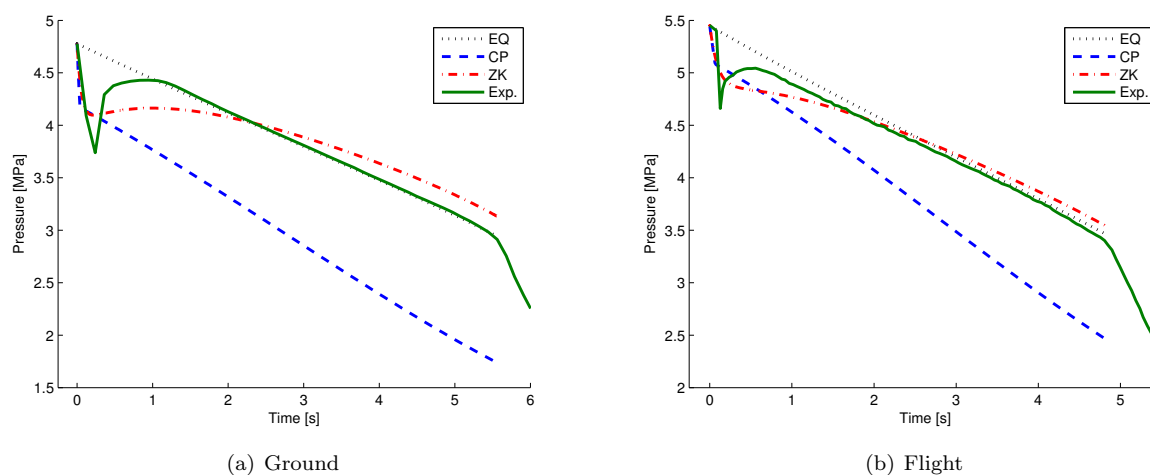 5
4.5
4
3.5
3
2.5
2
1.5
Pressure [MPa]
0 1 2 3 4 5 6
Time [s]
EQ
CP
ZK
Exp.
(a) Ground
5.5
5
4.5
4
3.5
3
2.5
2
Pressure [MPa]
0 1 2 3 4 5
Time [s]
EQ
CP
ZK
Exp.
(b) Flight